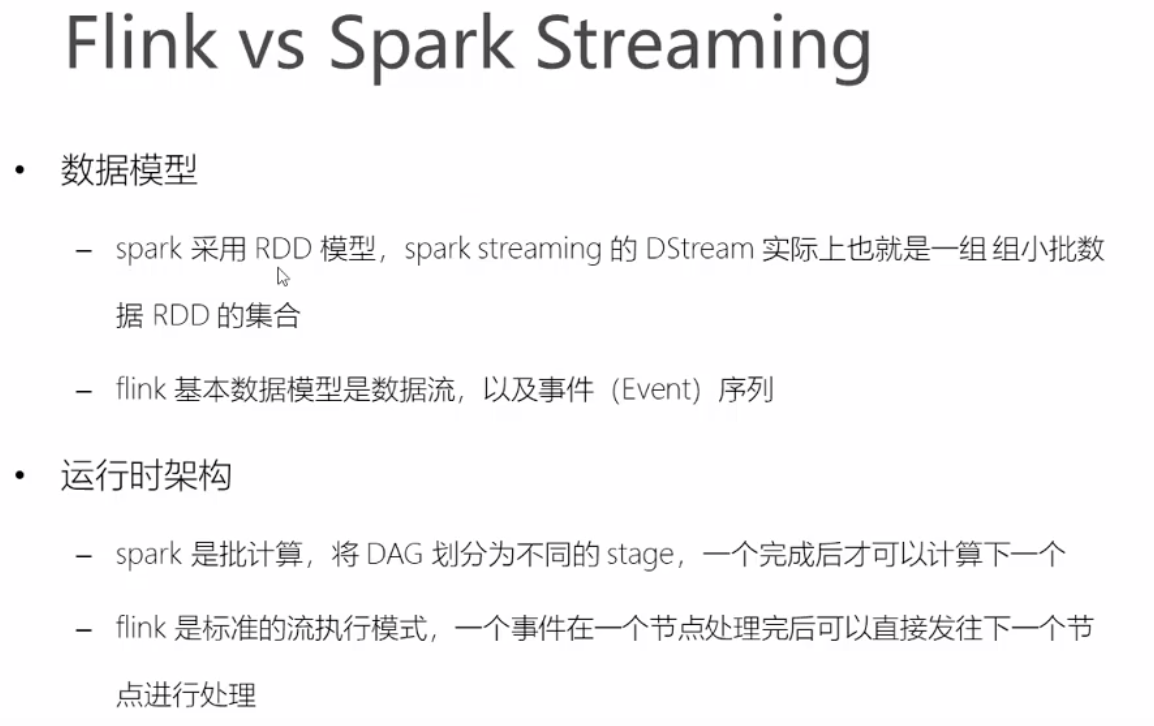 Flink vs Spark Streaming
• 数据模型
– spark 采用 RDD 模型，spark streaming 的 DStream 实际上也就是一组组小批数
据 RDD 的集合
– flink 基本数据模型是数据流，以及事件（Event）序列
• 运行时架构
– spark 是批计算，将 DAG 划分为不同的 stage，一个完成后才可以计算下一个
– flink 是标准的流执行模式，一个事件在一个节点处理完后可以直接发往下一个节
点进行处理